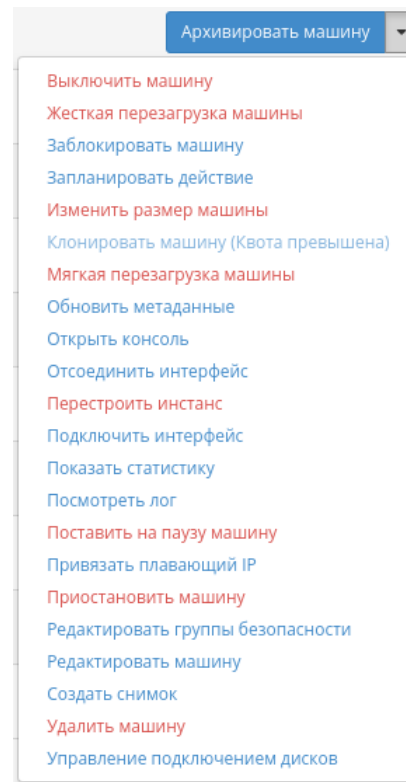 Архивировать машину
Выключить машину
Жесткая перезагрузка машины
Заблокировать машину
Запланировать действие
Изменить размер машины
Клонировать машину (Квота превышена)
Мягкая перезагрузка машины
Обновить метаданные
Открыть консоль
Отсоединить интерфейс
Перестроить инстанс
Подключить интерфейс
Показать статистику
Посмотреть лог
Поставить на паузу машину
Привязать плавающий IP
Приостановить машину
Редактировать группы безопасности
Редактировать машину
Создать снимок
Удалить машину
Управление подключением дисков